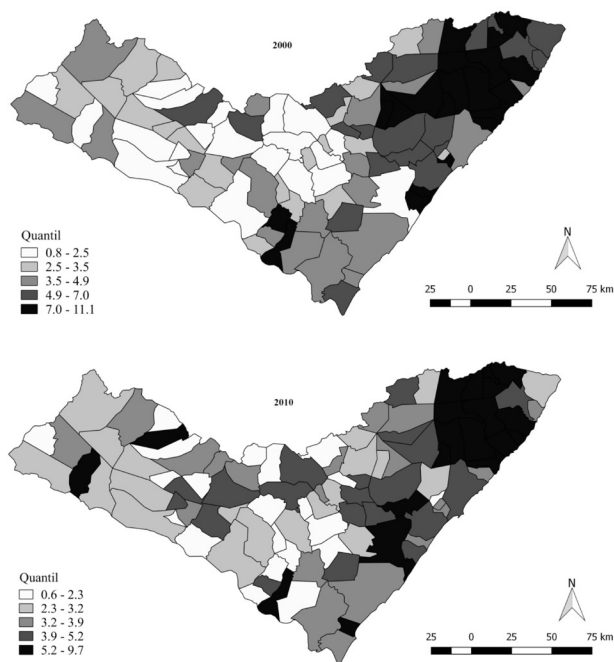 2000
Quantil
0.8 - 2.5
2.5 - 3.5
3.5 - 4.9
4.9 - 7.0
7.0 - 11.1
N
25 0 25 50 75 km
2010
Quantil
0.6 - 2.3
2.3 - 3.2
3.2 - 3.9
3.9 - 5.2
5.2 - 9.7
N
25 0 25 50 75 km